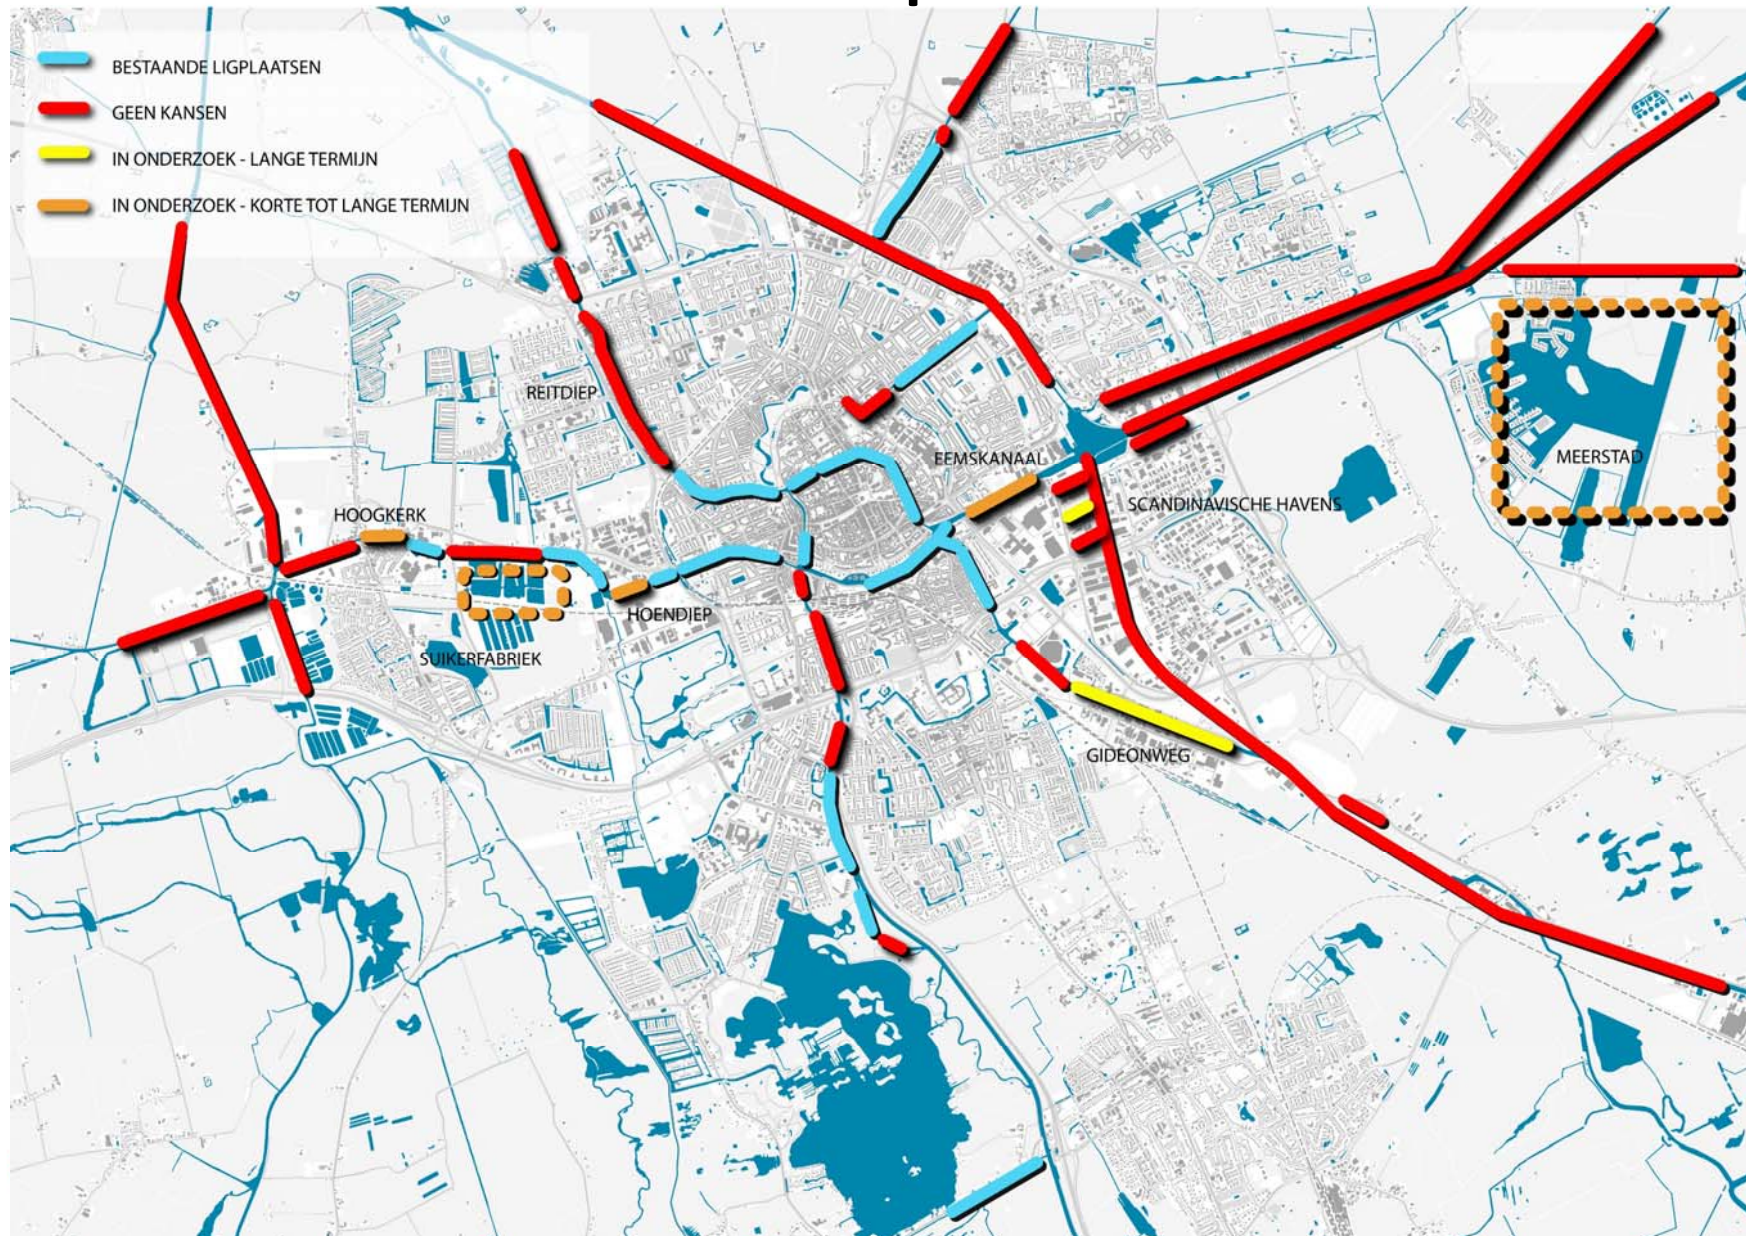 BESTAANDE LIGPLAATSEN
GEEN KANSEN
IN ONDERZOEK - LANGE TERMIJN
IN ONDERZOEK - KORTE TOT LANGE TERMIJN
REITDIEP
EEMSKANAAL
MEERSTAD
SCANDINAVISCHE HAVENS
HOOGKERK
HOENDIEP
SUIKERFABRIEK
GIDEONWEG